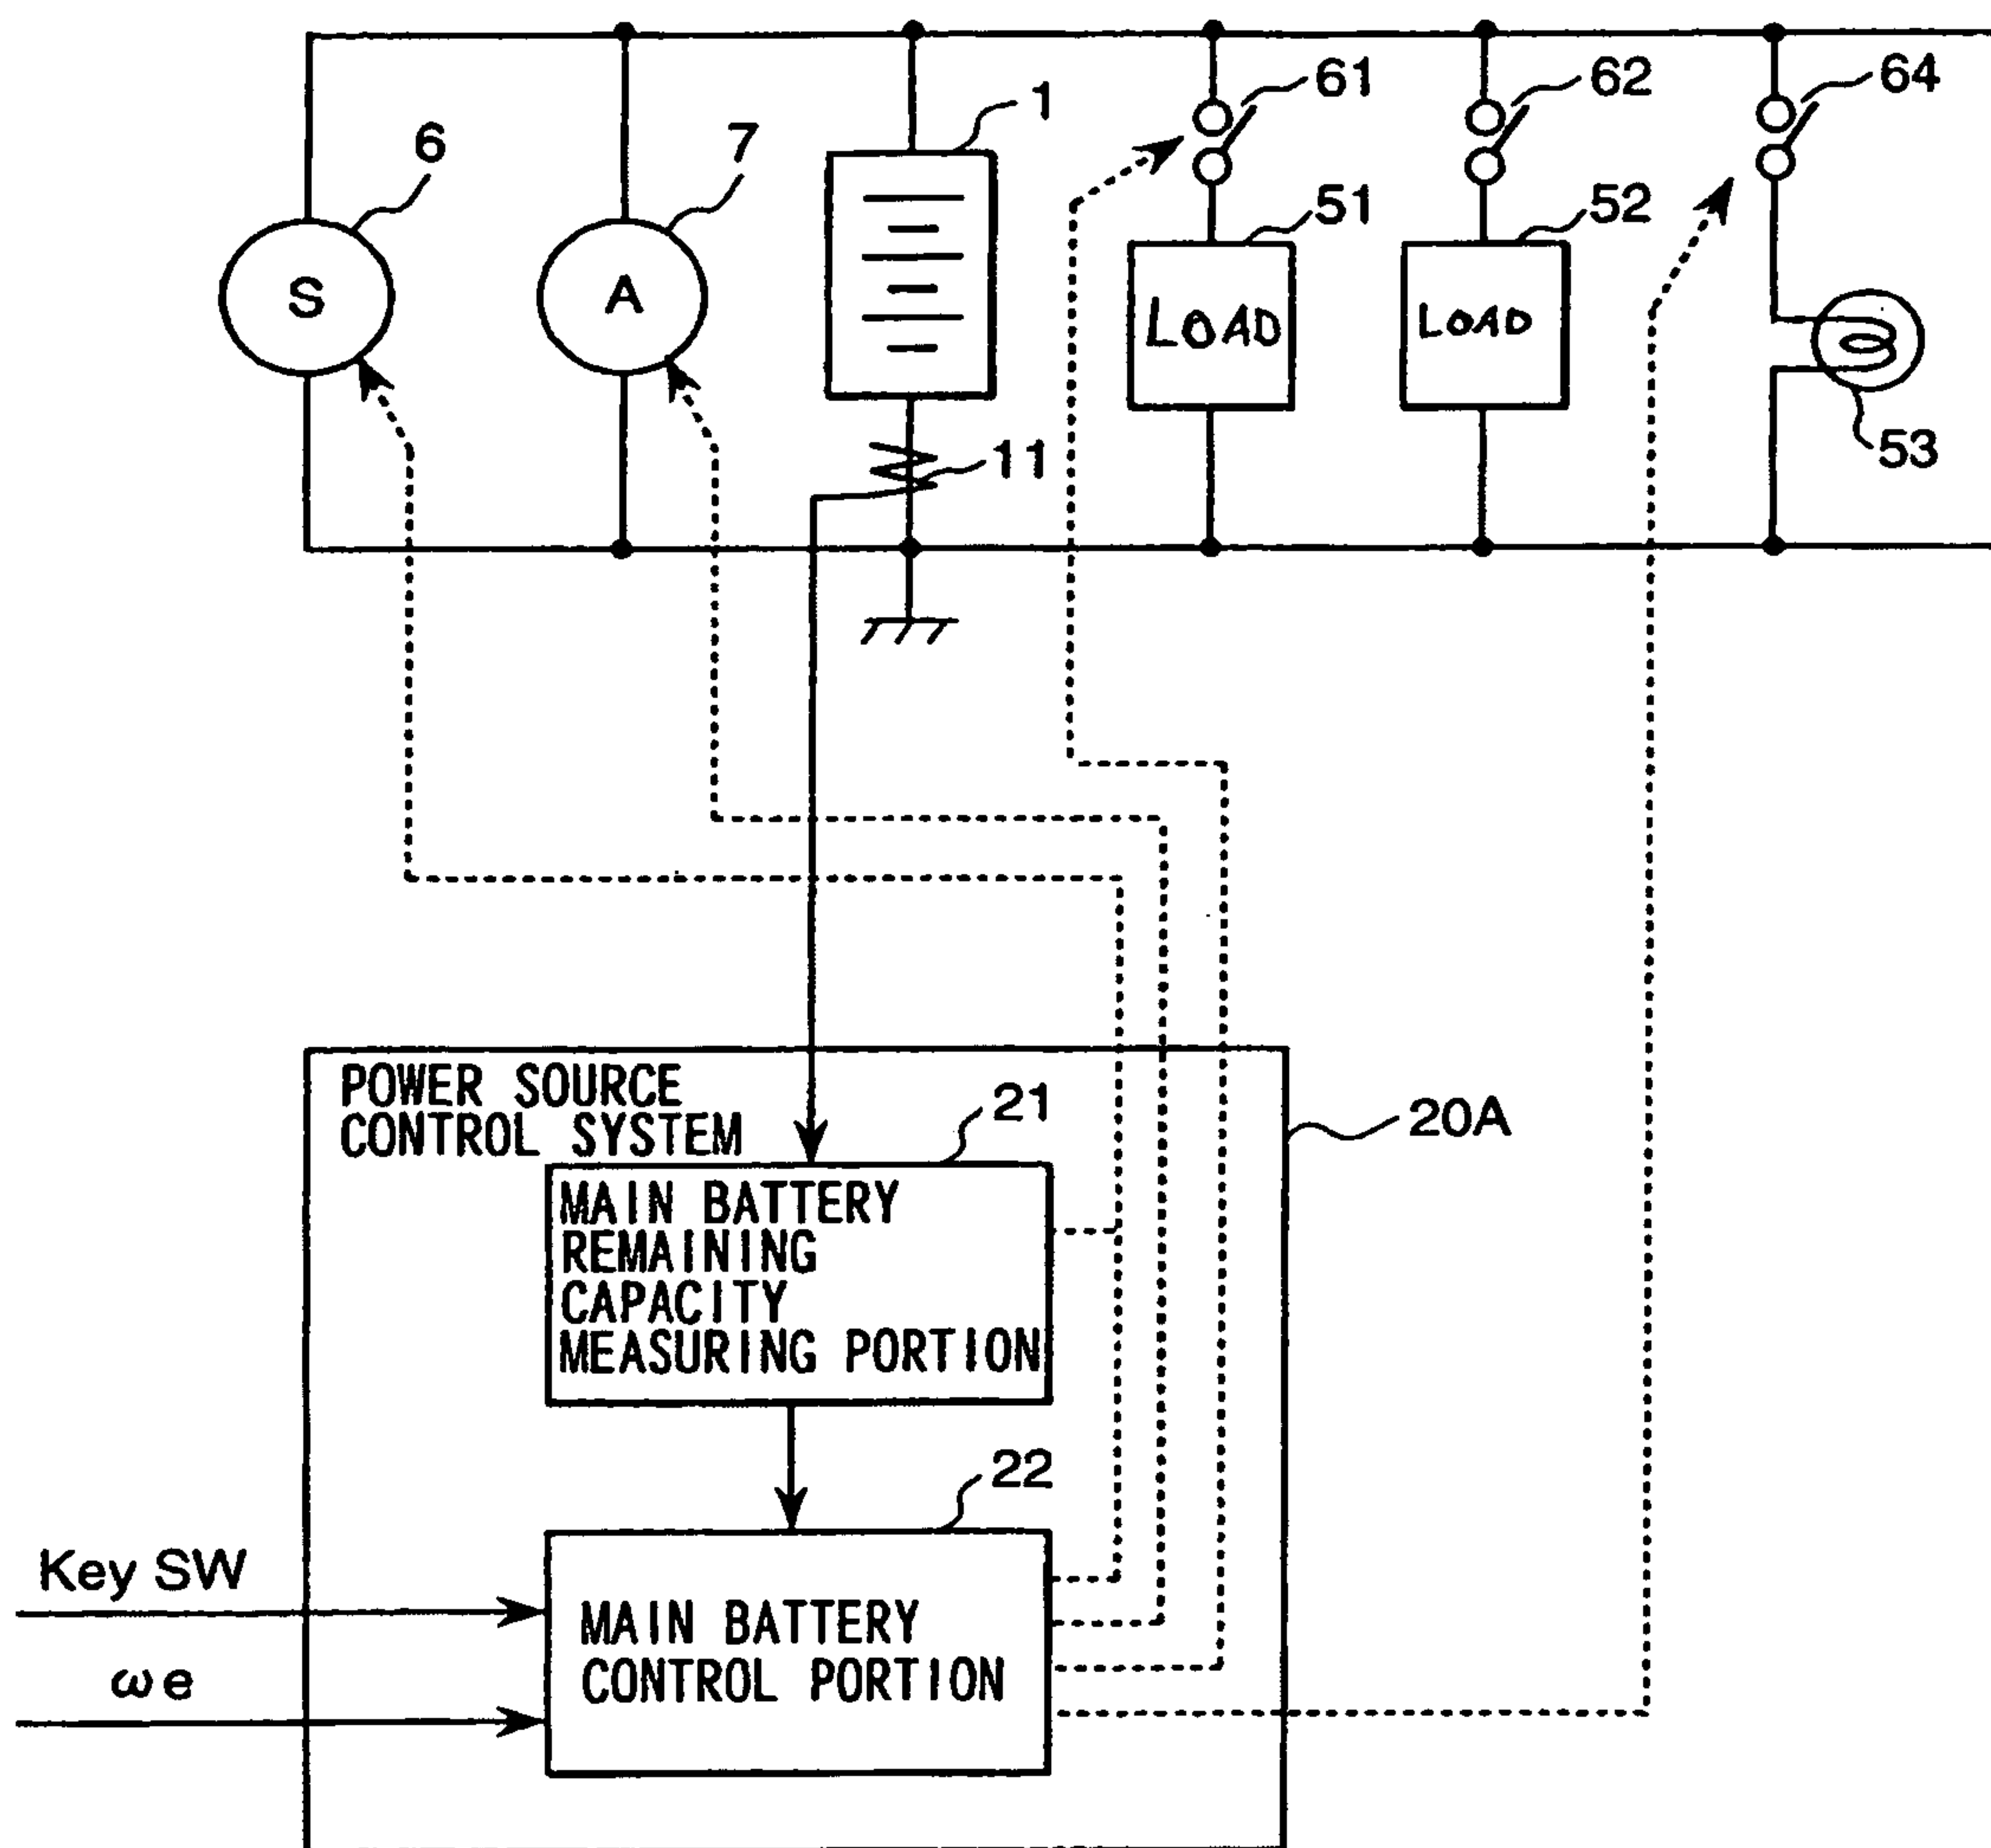 61
62
64
1
6
7
51
52
S
A
LOAD
LOAD
53
11
POWER SOURCE
CONTROL SYSTEM
21
20A
MAIN BATTERY
REMAINING
CAPACITY
MEASURING PORTION
22
Key SW
MAIN BATTERY
CONTROL PORTION
ωe